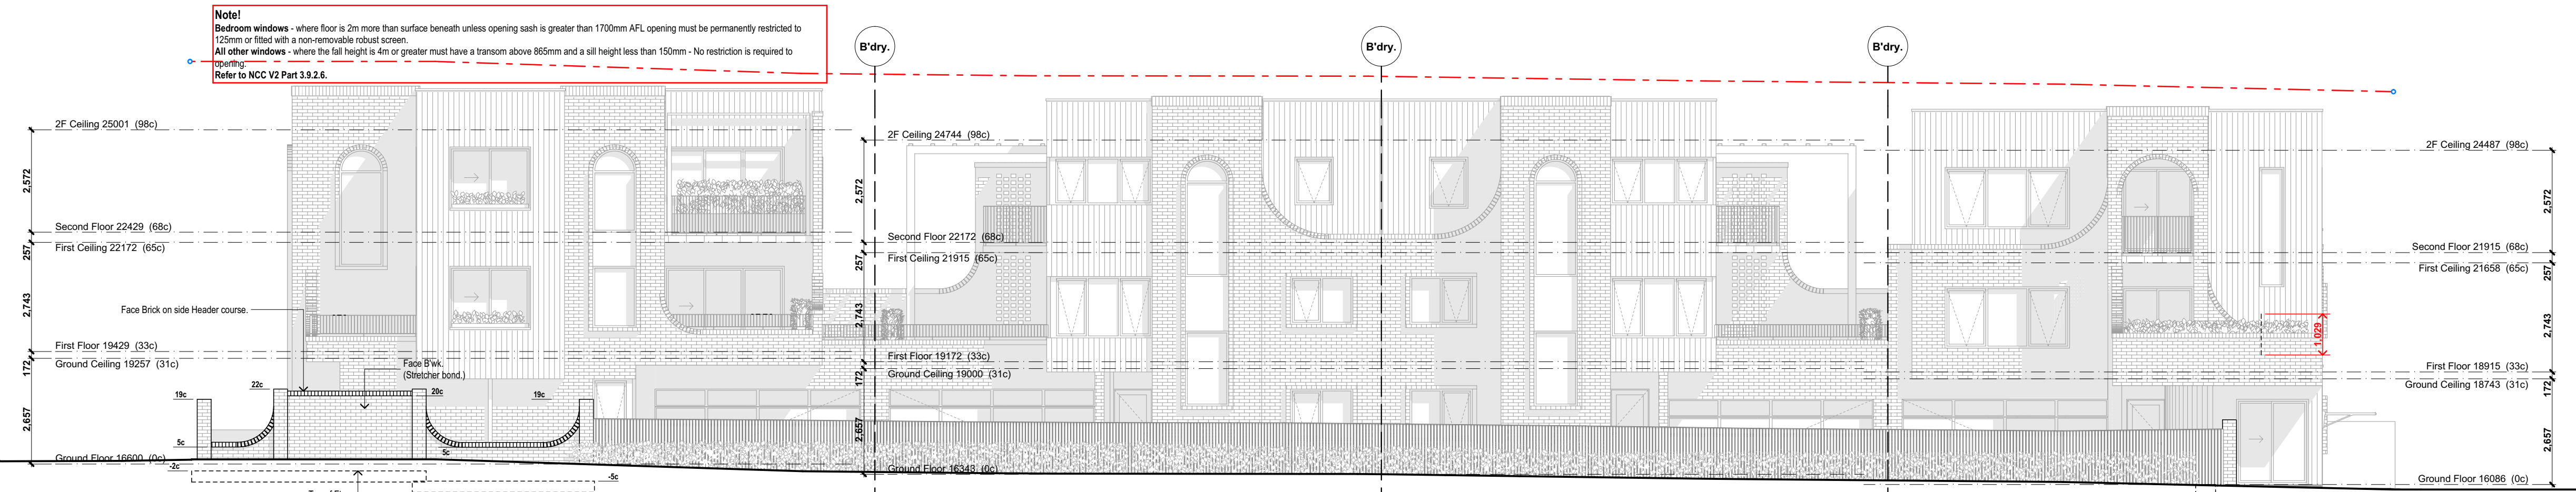 Note!
Bedroom windows - where floor is 2m more than surface beneath unless opening sash is greater than 1700mm AFL opening must be permanently restricted to
125mm or fitted with a non-removable robust screen.
All other windows - where the fall height is 4m or greater must have a transom above 865mm and a sill height less than 150mm - No restriction is required to
opening.
Refer to NCC V2 Part 3.9.2.6.
B'dry.
B'dry.
B'dry.
2F Ceiling 25001 (98c)
2,572
Second Floor 22429 (68c)
257
First Ceiling 22172 (65c)
2,743
Face Brick on side Header course.
First Floor 19429 (33c)
172
Ground Ceiling 19257 (31c)
Face B'wk.
(Stretcher bond.)
22c
20c
19c
19c
2,657
5c
5c
Ground Floor 16600 (0c)
-2c
-5c
2F Ceiling 24744 (98c)
2,572
Second Floor 22172 (68c)
257
First Ceiling 21915 (65c)
2,743
First Floor 19172 (33c)
172
Ground Ceiling 19000 (31c)
2,657
Ground Floor 16343 (0c)
2F Ceiling 24487 (98c)
2,572
Second Floor 21915 (68c)
257
First Ceiling 21658 (65c)
2,743
1,029
First Floor 18915 (33c)
172
Ground Ceiling 18743 (31c)
2,657
Ground Floor 16086 (0c)